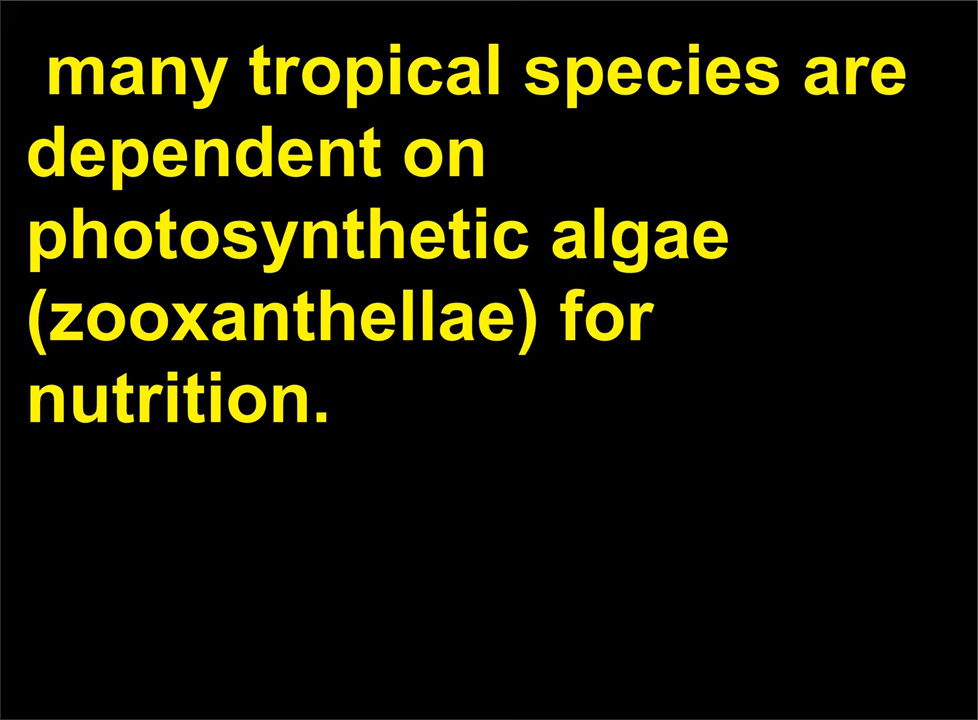 many tropical species are
dependent on
photosynthetic algae
(zooxanthellae) for
nutrition.